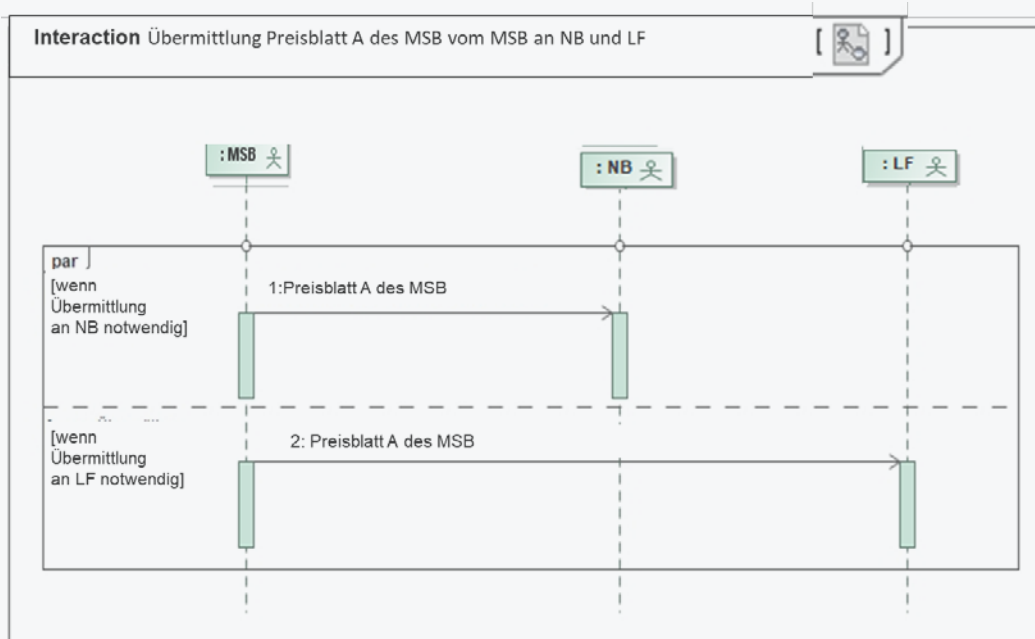 Interaction Übermittlung Preisblatt A des MSB vom MSB an NB und LF
[ ]
: MSB
: NB
: LF
par
[wenn
Übermittlung
an NB notwendig]
1:Preisblatt A des MSB
[wenn
Übermittlung
an LF notwendig]
2: Preisblatt A des MSB